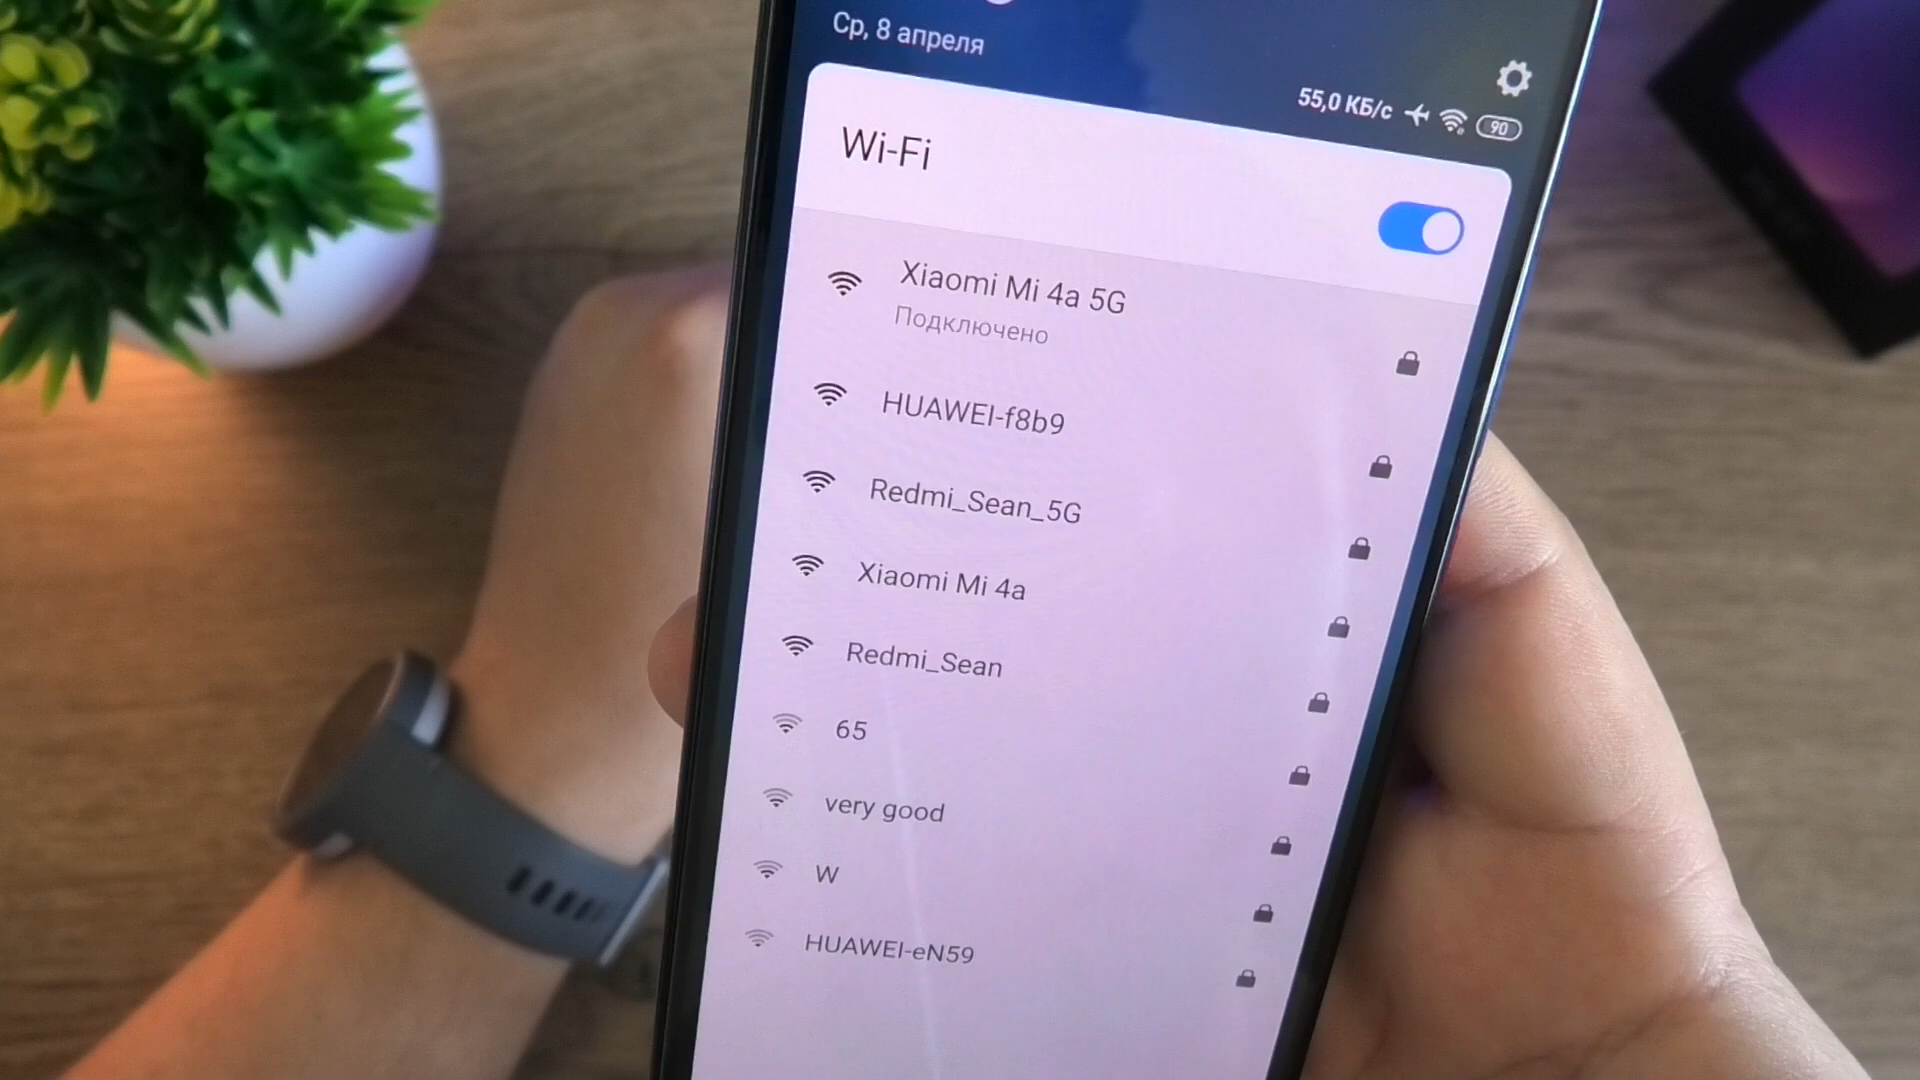 Ср, 8 апреля
55,0 КБ/с 90
Wi-Fi
Xiaomi Mi 4a 5G
Подключено
HUAWEI-f8b9
Redmi_Sean_5G
Xiaomi Mi 4a
Redmi_Sean
65
very good
W
HUAWEI-eN59